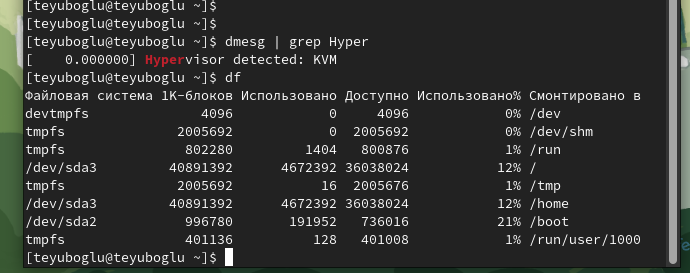 [teyuboglu@teyuboglu ~]$
[teyuboglu@teyuboglu ~]$
[teyuboglu@teyuboglu ~]$ dmesg | grep Hyper
[    0.000000] Hypervisor detected: KVM
[teyuboglu@teyuboglu ~]$ df
Файловая система 1K-блоков Использовано Доступно Использовано% Смонтировано в
devtmpfs              4096            0     4096            0% /dev
tmpfs              2005692            0  2005692            0% /dev/shm
tmpfs               802280         1404   800876            1% /run
/dev/sda3         40891392      4672392 36038024           12% /
tmpfs              2005692           16  2005676            1% /tmp
/dev/sda3         40891392      4672392 36038024           12% /home
/dev/sda2           996780       191952   736016           21% /boot
tmpfs               401136          128   401008            1% /run/user/1000
[teyuboglu@teyuboglu ~]$